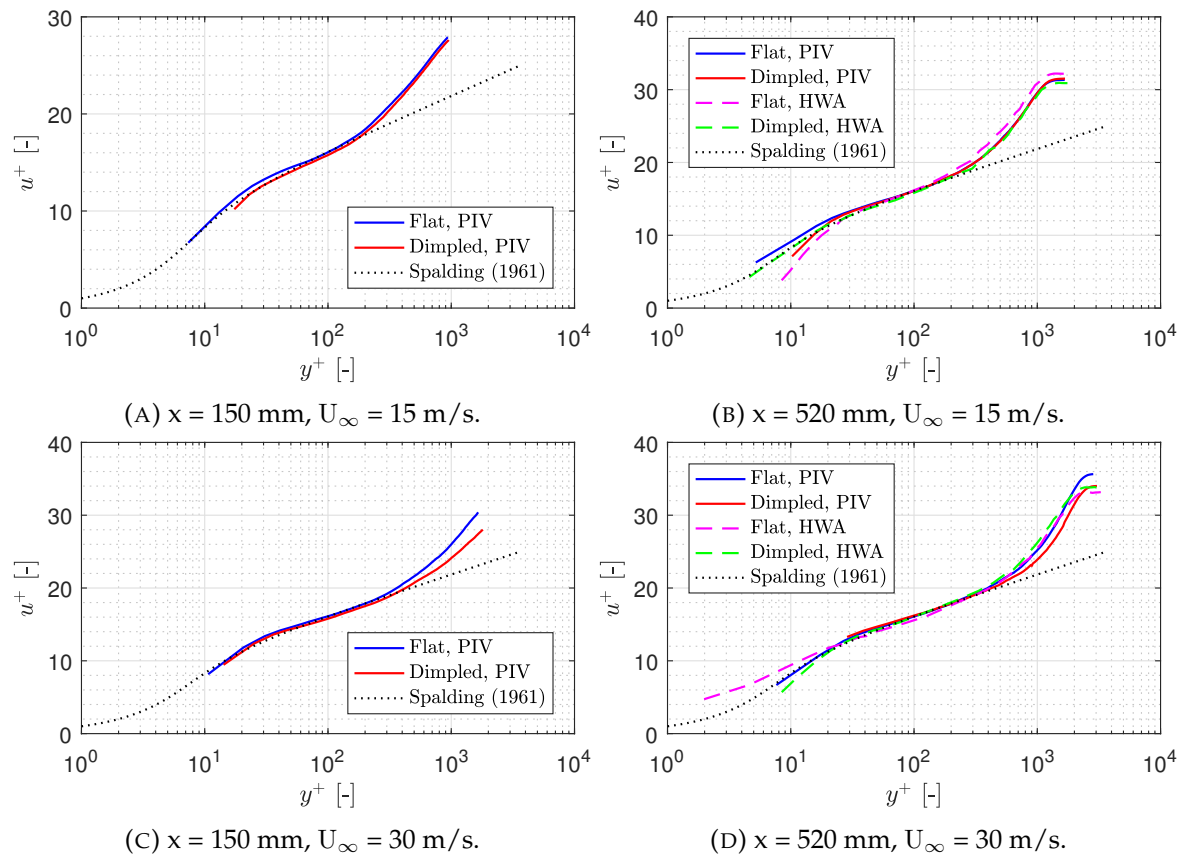 30
20
10
0
u⁺ [-]
Flat, PIV
Dimpled, PIV
Spalding (1961)
10⁰ 10¹ 10² 10³ 10⁴
y⁺ [-]
(A) x = 150 mm, U∞ = 15 m/s.
40
30
20
10
0
u⁺ [-]
Flat, PIV
Dimpled, PIV
Flat, HWA
Dimpled, HWA
Spalding (1961)
10⁰ 10¹ 10² 10³ 10⁴
y⁺ [-]
(B) x = 520 mm, U∞ = 15 m/s.
40
30
20
10
0
u⁺ [-]
Flat, PIV
Dimpled, PIV
Spalding (1961)
10⁰ 10¹ 10² 10³ 10⁴
y⁺ [-]
(C) x = 150 mm, U∞ = 30 m/s.
40
30
20
10
0
u⁺ [-]
Flat, PIV
Dimpled, PIV
Flat, HWA
Dimpled, HWA
Spalding (1961)
10⁰ 10¹ 10² 10³ 10⁴
y⁺ [-]
(D) x = 520 mm, U∞ = 30 m/s.